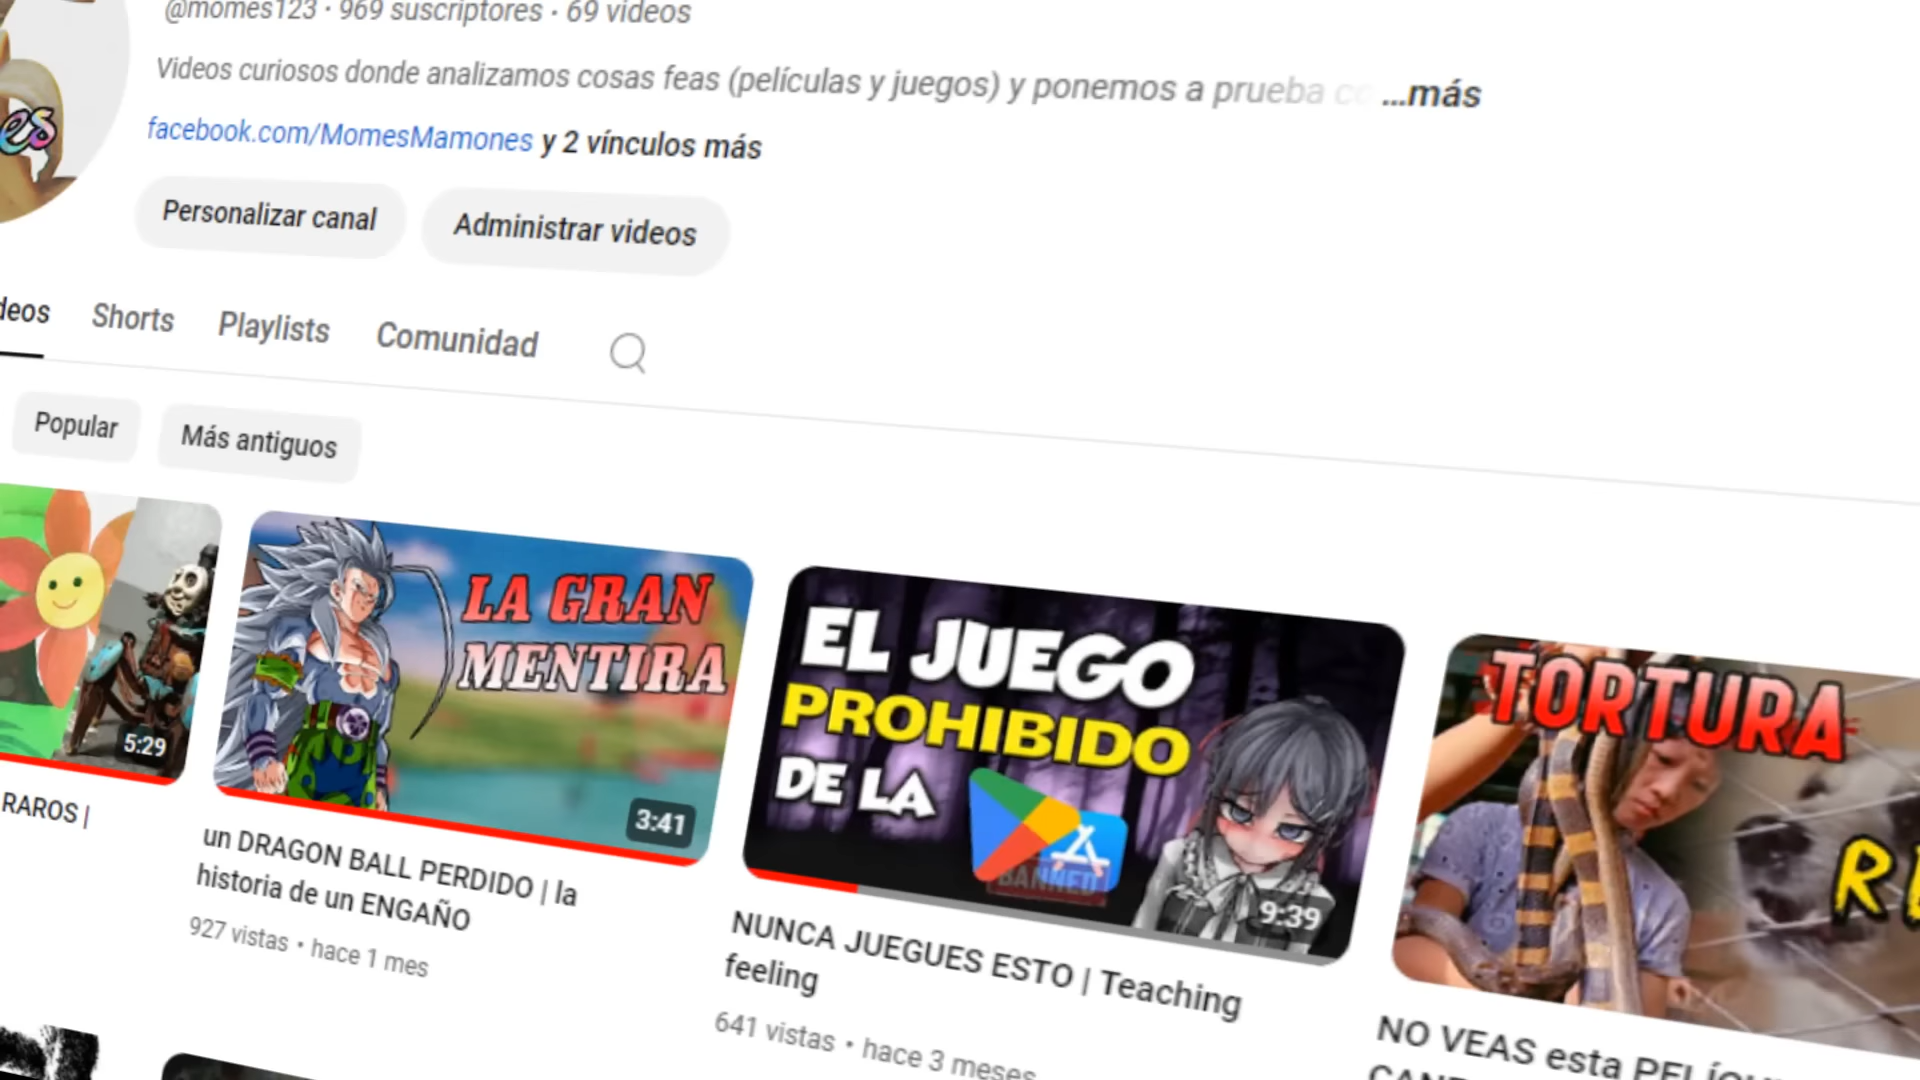 @momes123 · 969 suscriptores · 69 videos
Videos curiosos donde analizamos cosas feas (películas y juegos) y ponemos a prueba ...más
facebook.com/MomesMamones y 2 vínculos más
es
Personalizar canal
Administrar videos
deos
Shorts
Playlists
Comunidad
Popular
Más antiguos
5:29
RAROS |
LA GRAN
MENTIRA
3:41
un DRAGON BALL PERDIDO | la
historia de un ENGAÑO
927 vistas · hace 1 mes
EL JUEGO
PROHIBIDO
DE LA
BANNED
9:39
NUNCA JUEGUES ESTO | Teaching
feeling
641 vistas · hace 3 meses
TORTURA
NO VEAS esta